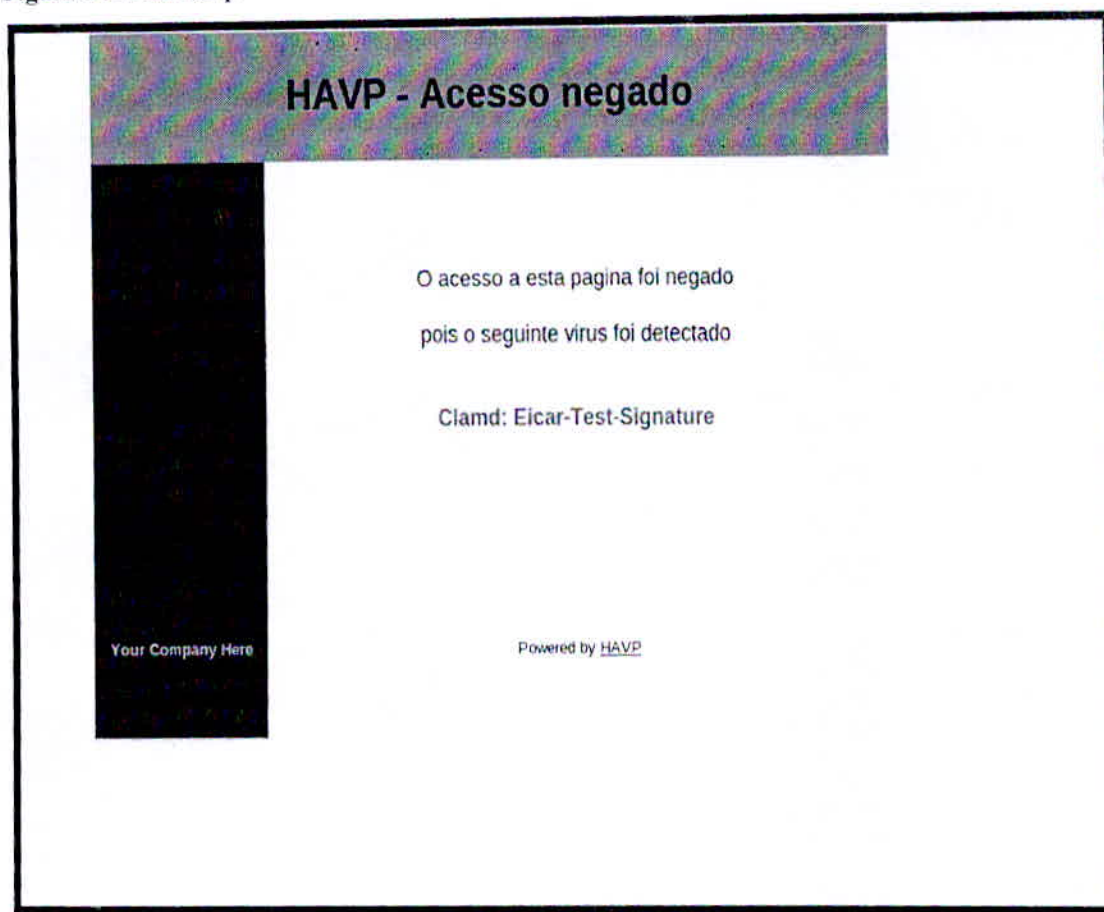 HAVP - Acesso negado
O acesso a esta pagina foi negado
pois o seguinte virus foi detectado
Clamd: Eicar-Test-Signature
Your Company Here
Powered by HAVP